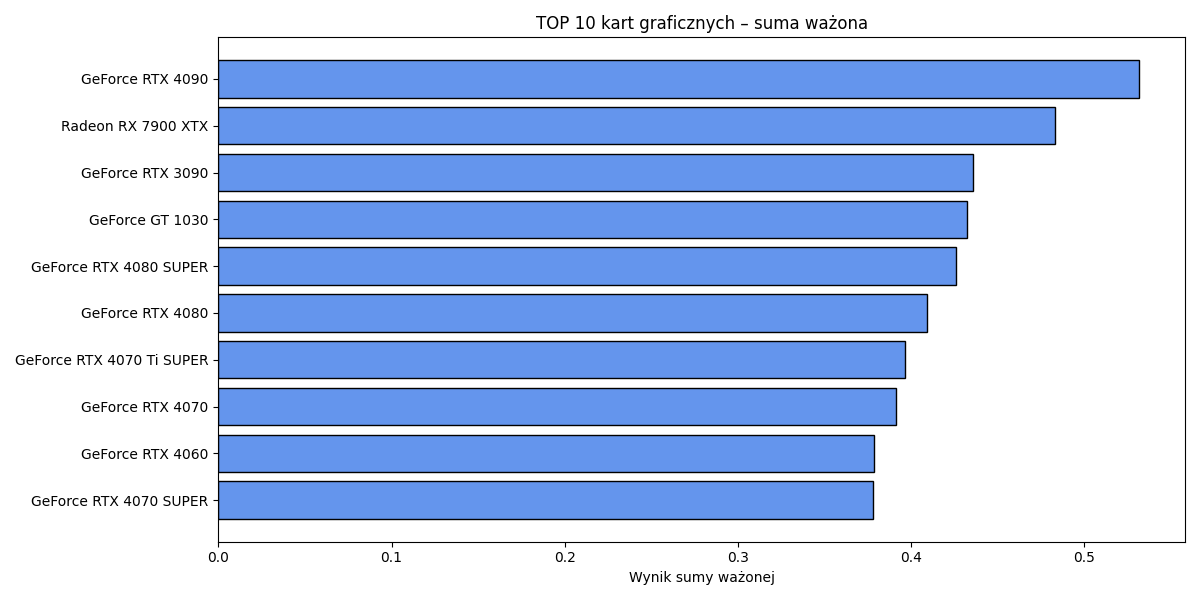 TOP 10 kart graficznych – suma ważona
GeForce RTX 4090
Radeon RX 7900 XTX
GeForce RTX 3090
GeForce GT 1030
GeForce RTX 4080 SUPER
GeForce RTX 4080
GeForce RTX 4070 Ti SUPER
GeForce RTX 4070
GeForce RTX 4060
GeForce RTX 4070 SUPER
0.0 0.1 0.2 0.3 0.4 0.5
Wynik sumy ważonej